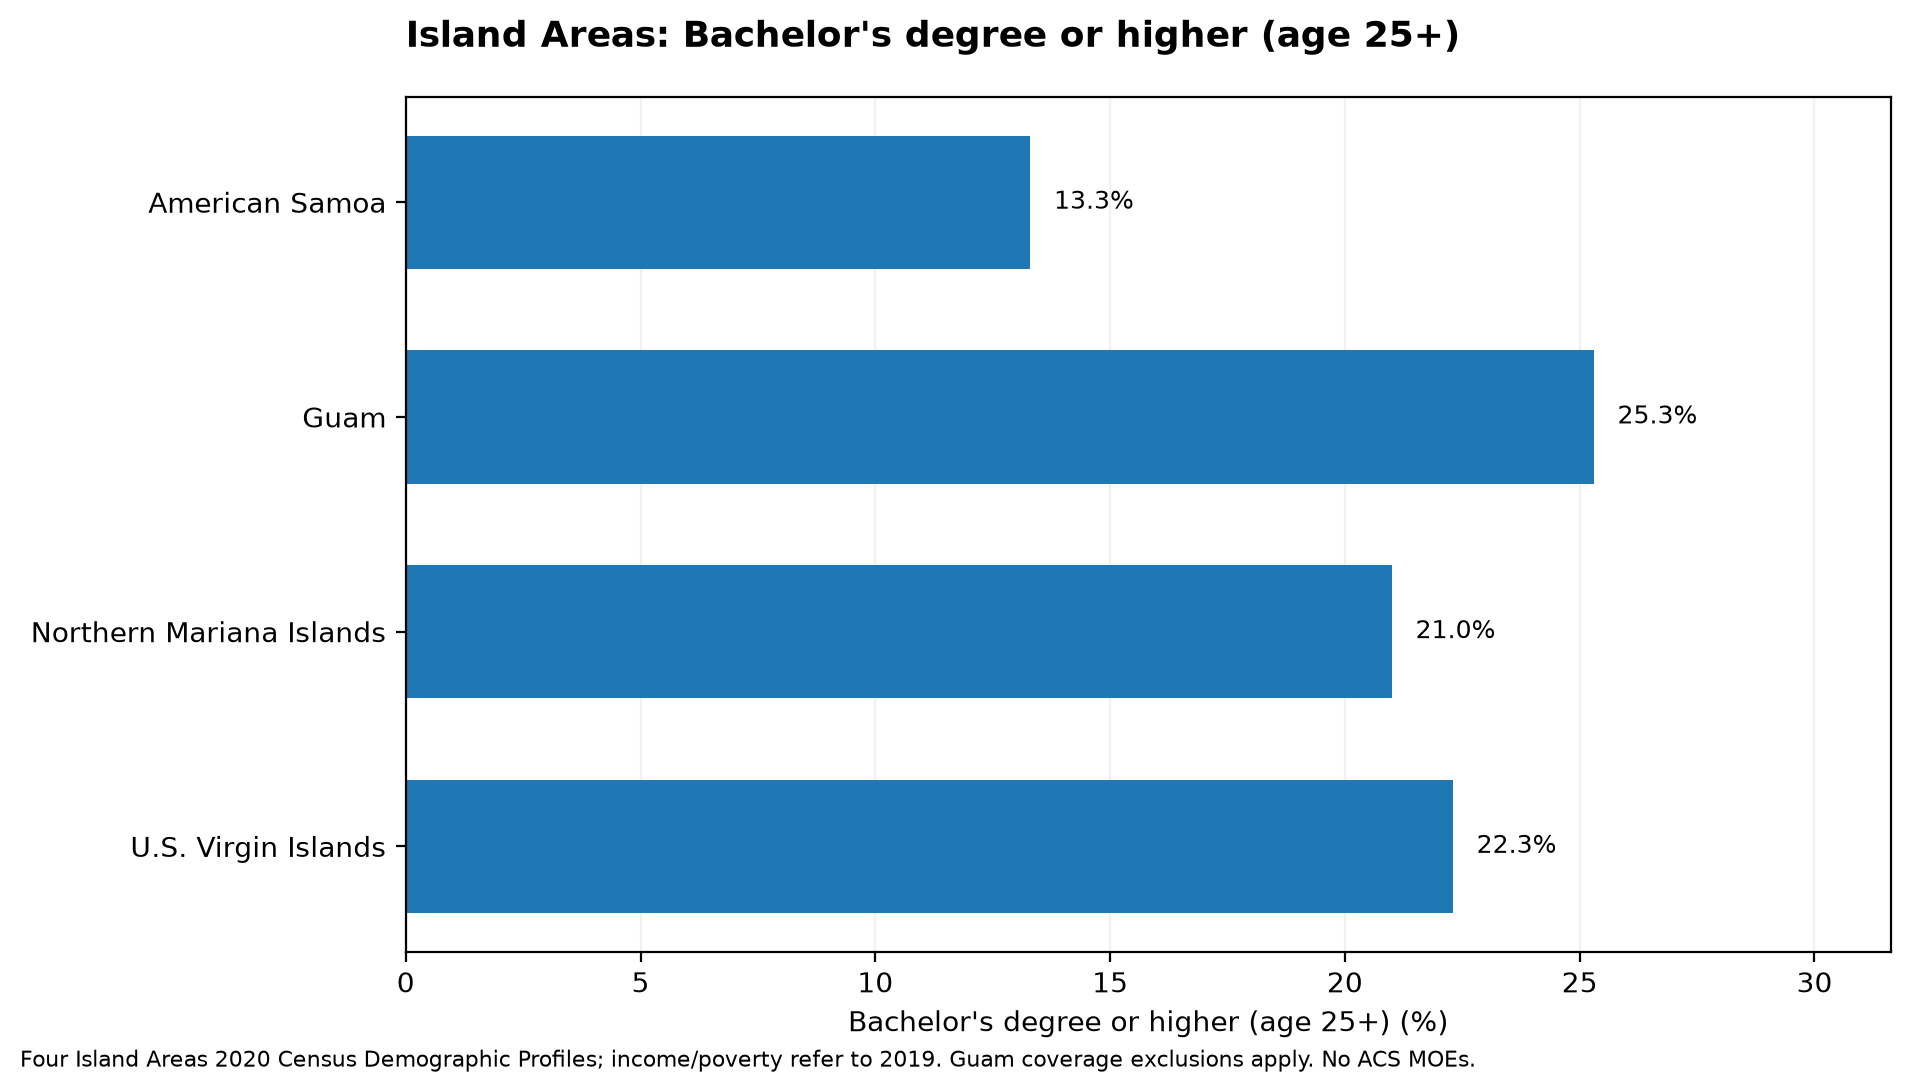 Island Areas: Bachelor's degree or higher (age 25+)
American Samoa
13.3%
Guam
25.3%
Northern Mariana Islands
21.0%
U.S. Virgin Islands
22.3%
0 5 10 15 20 25 30
Bachelor's degree or higher (age 25+) (%)
Four Island Areas 2020 Census Demographic Profiles; income/poverty refer to 2019. Guam coverage exclusions apply. No ACS MOEs.